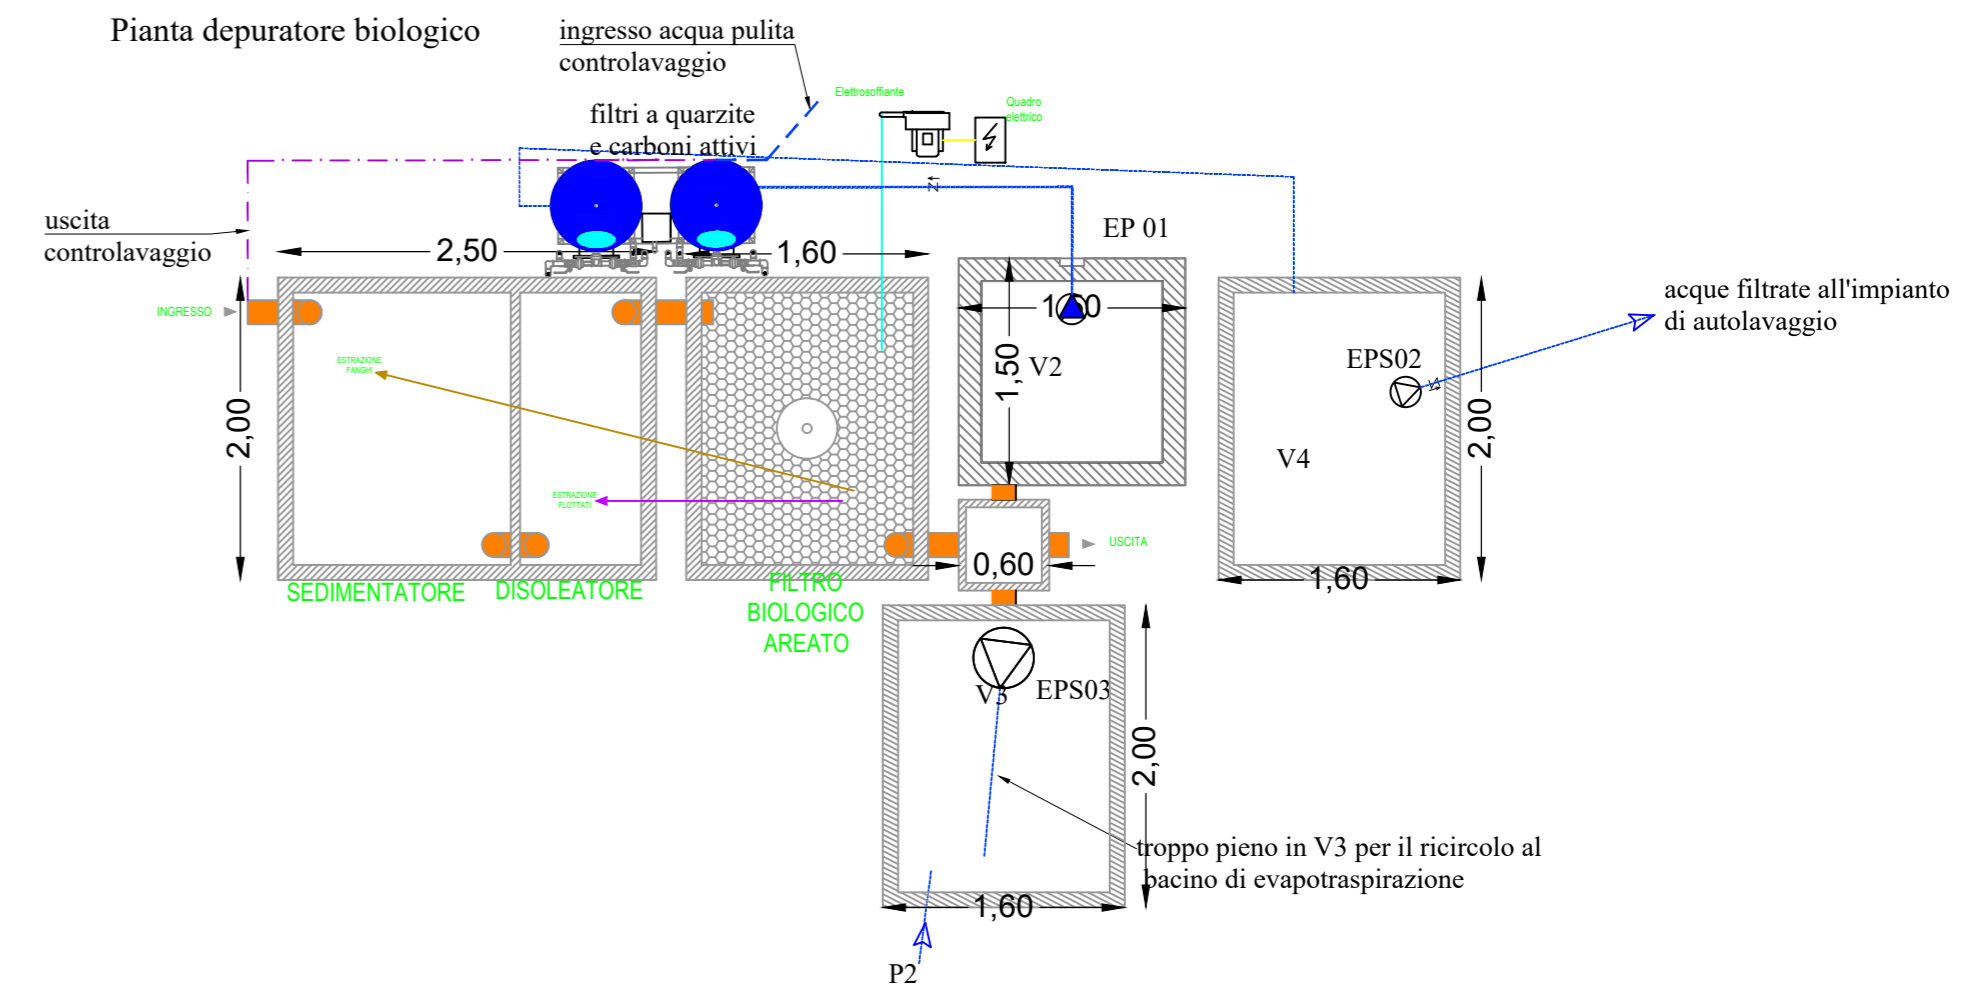 Pianta depuratore biologico
ingresso acqua pulita
controlavaggio
filtri a quarzite
e carboni attivi
Elettrosoffiante
Quadro
elettrico
N
uscita
controlavaggio
EP 01
2,50
1,60
INGRESSO
acque filtrate all'impianto
di autolavaggio
ESTRAZIONE
FANGHI
2,00
1,50
V2
EPS02
V4
2,00
ESTRAZIONE
FLOTTATI
USCITA
0,60
1,60
SEDIMENTATORE
DISOLEATORE
FILTRO
BIOLOGICO
AREATO
V3
EPS03
2,00
troppo pieno in V3 per il ricircolo al
bacino di evapotraspirazione
1,60
P2